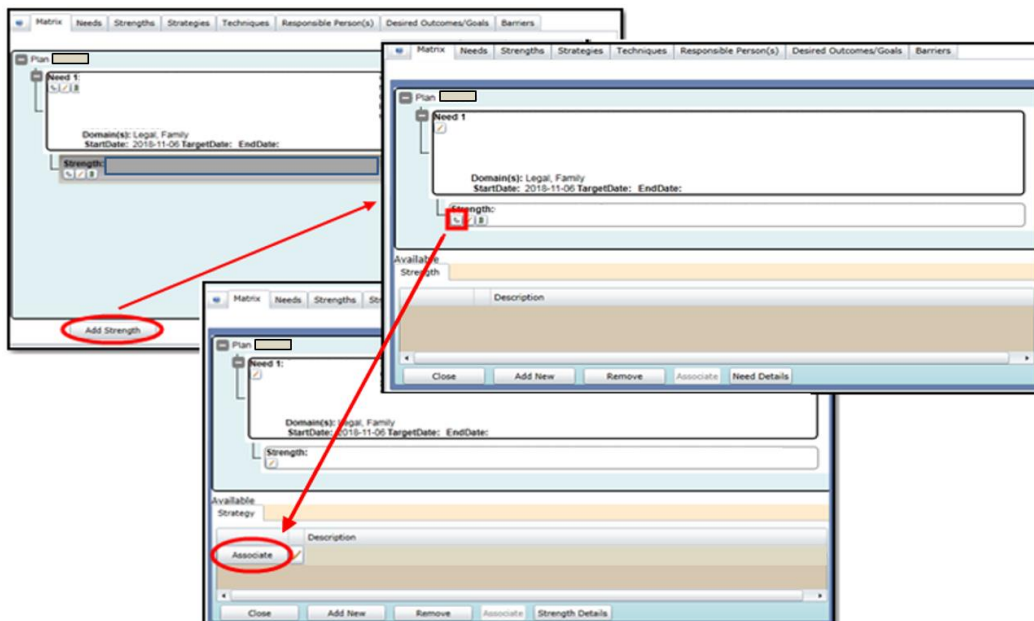 Matrix Needs Strengths Strategies Techniques Responsible Person(s) Desired Outcomes/Goals Barriers
Plan
Need 1:
Domain(s): Legal, Family
StartDate: 2018-11-06 TargetDate: EndDate:
Strength:
Add Strength
Matrix Needs Strengths Strategies Techniques Responsible Person(s) Desired Outcomes/Goals Barriers
Plan
Need 1
Domain(s): Legal, Family
StartDate: 2018-11-06 TargetDate: EndDate:
Strength:
Available
Strength
Description
Close Add New Remove Associate Need Details
Matrix Needs Strengths
Plan
Need 1:
Domain(s): Legal, Family
StartDate: 2018-11-06 TargetDate: EndDate:
Strength:
Available
Strategy
Description
Associate
Close Add New Remove Associate Strength Details